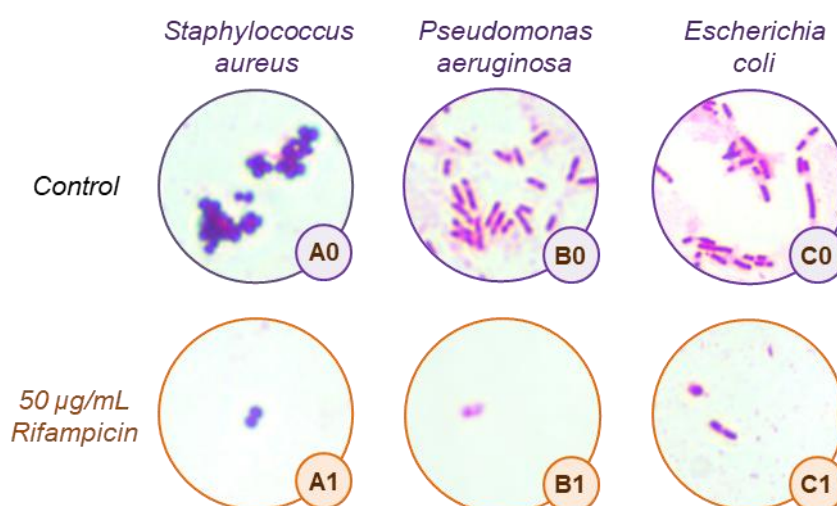 Staphylococcus
aureus
Pseudomonas
aeruginosa
Escherichia
coli
Control
A0
B0
C0
50 µg/mL
Rifampicin
A1
B1
C1